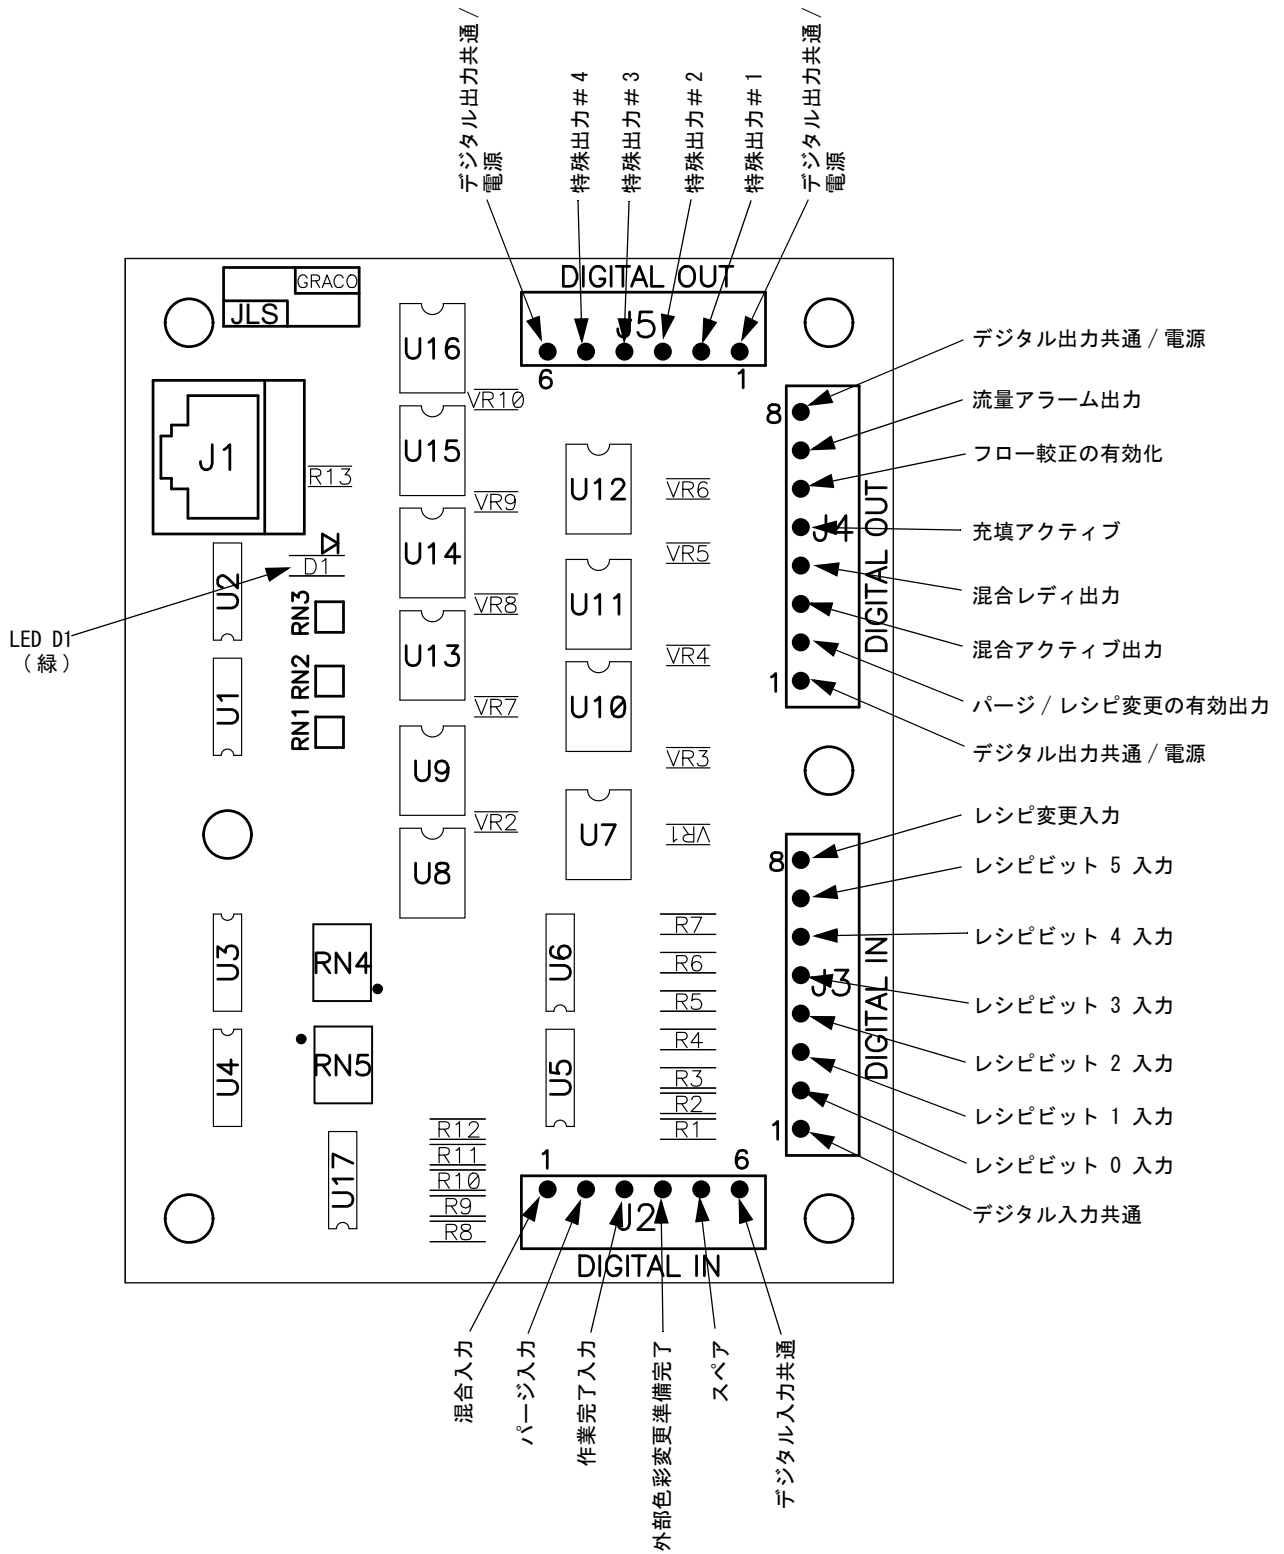 デジタル出力共通/
電源
特殊出力#4
特殊出力#3
特殊出力#2
特殊出力#1
デジタル出力共通/
電源
GRACO
JLS
DIGITAL OUT
J5
6
1
U16
VR10
J1
R13
U15
VR9
U14
VR8
U13
VR7
U12
VR6
VR5
U11
VR4
U10
VR3
U9
VR2
U8
U7
VR1
D1
U2
RN3
RN2
RN1
U1
LED D1
(緑)
8
J4
DIGITAL OUT
1
デジタル出力共通/電源
流量アラーム出力
フロー較正の有効化
充填アクティブ
混合レディ出力
混合アクティブ出力
パージ/レシピ変更の有効出力
デジタル出力共通/電源
レシピ変更入力
レシピビット 5 入力
レシピビット 4 入力
レシピビット 3 入力
レシピビット 2 入力
レシピビット 1 入力
レシピビット 0 入力
デジタル入力共通
8
J3
DIGITAL IN
1
U3
RN4
U6
U4
RN5
U5
R7
R6
R5
R4
R3
R2
R1
U17
R12
R11
R10
R9
R8
1
6
J2
DIGITAL IN
混合入力
パージ入力
作業完了入力
外部色彩変更準備完了
スペア
デジタル入力共通